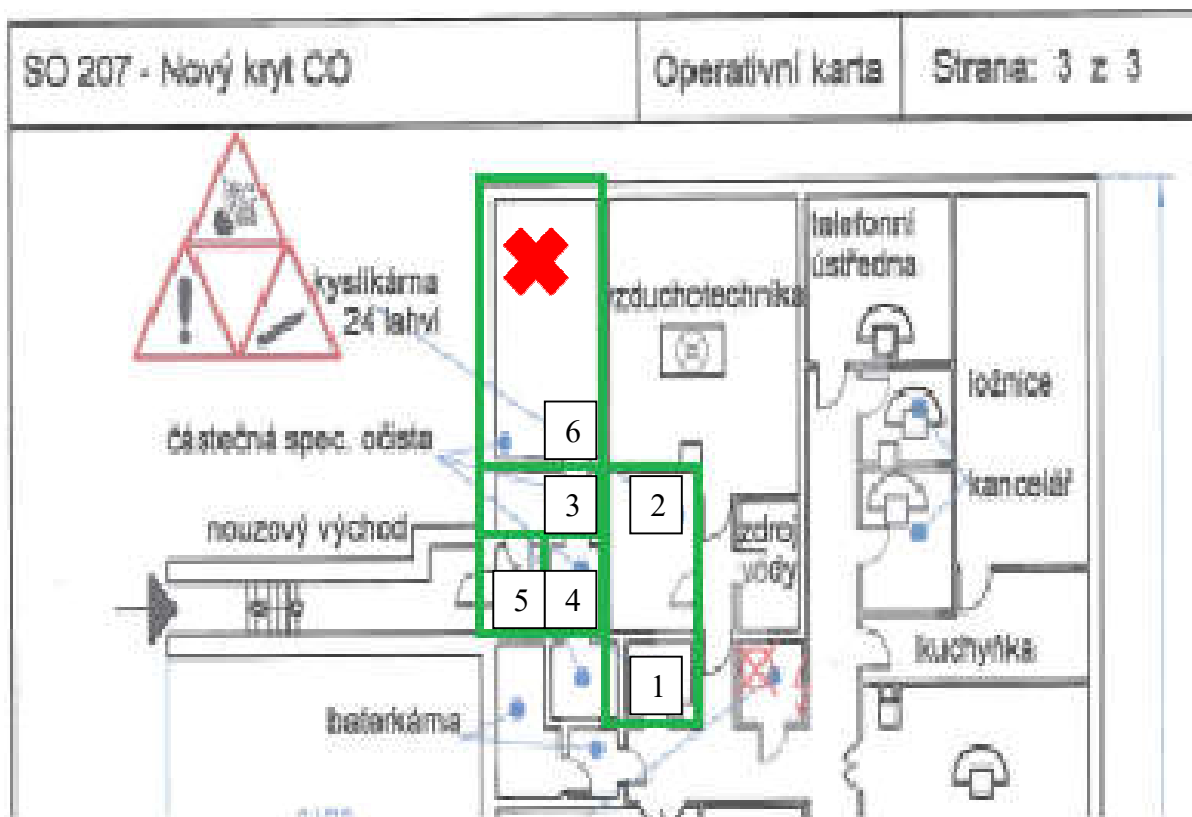 SO 207 - Nový kryt CO
Operativní karta
Strana: 3 z 3
kyslíkárna
24 lahví
vzduchotechnika
telefonní
ústředna
ložnice
6
částečná spec. očista
3
2
kancelář
nouzový východ
zdroj
vody
5
4
kuchyňka
1
baterkárna